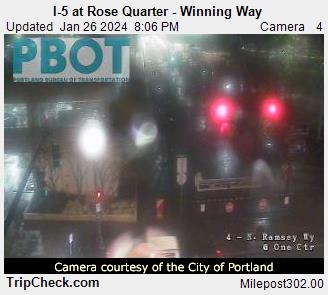 I-5 at Rose Quarter - Winning Way
Updated Jan 26 2024 8:06 PM Camera 4
PBOT
PORTLAND BUREAU OF TRANSPORTATION
4 - N. Ramsey Wy
@ One Ctr
Camera courtesy of the City of Portland
TripCheck.com Milepost302.00